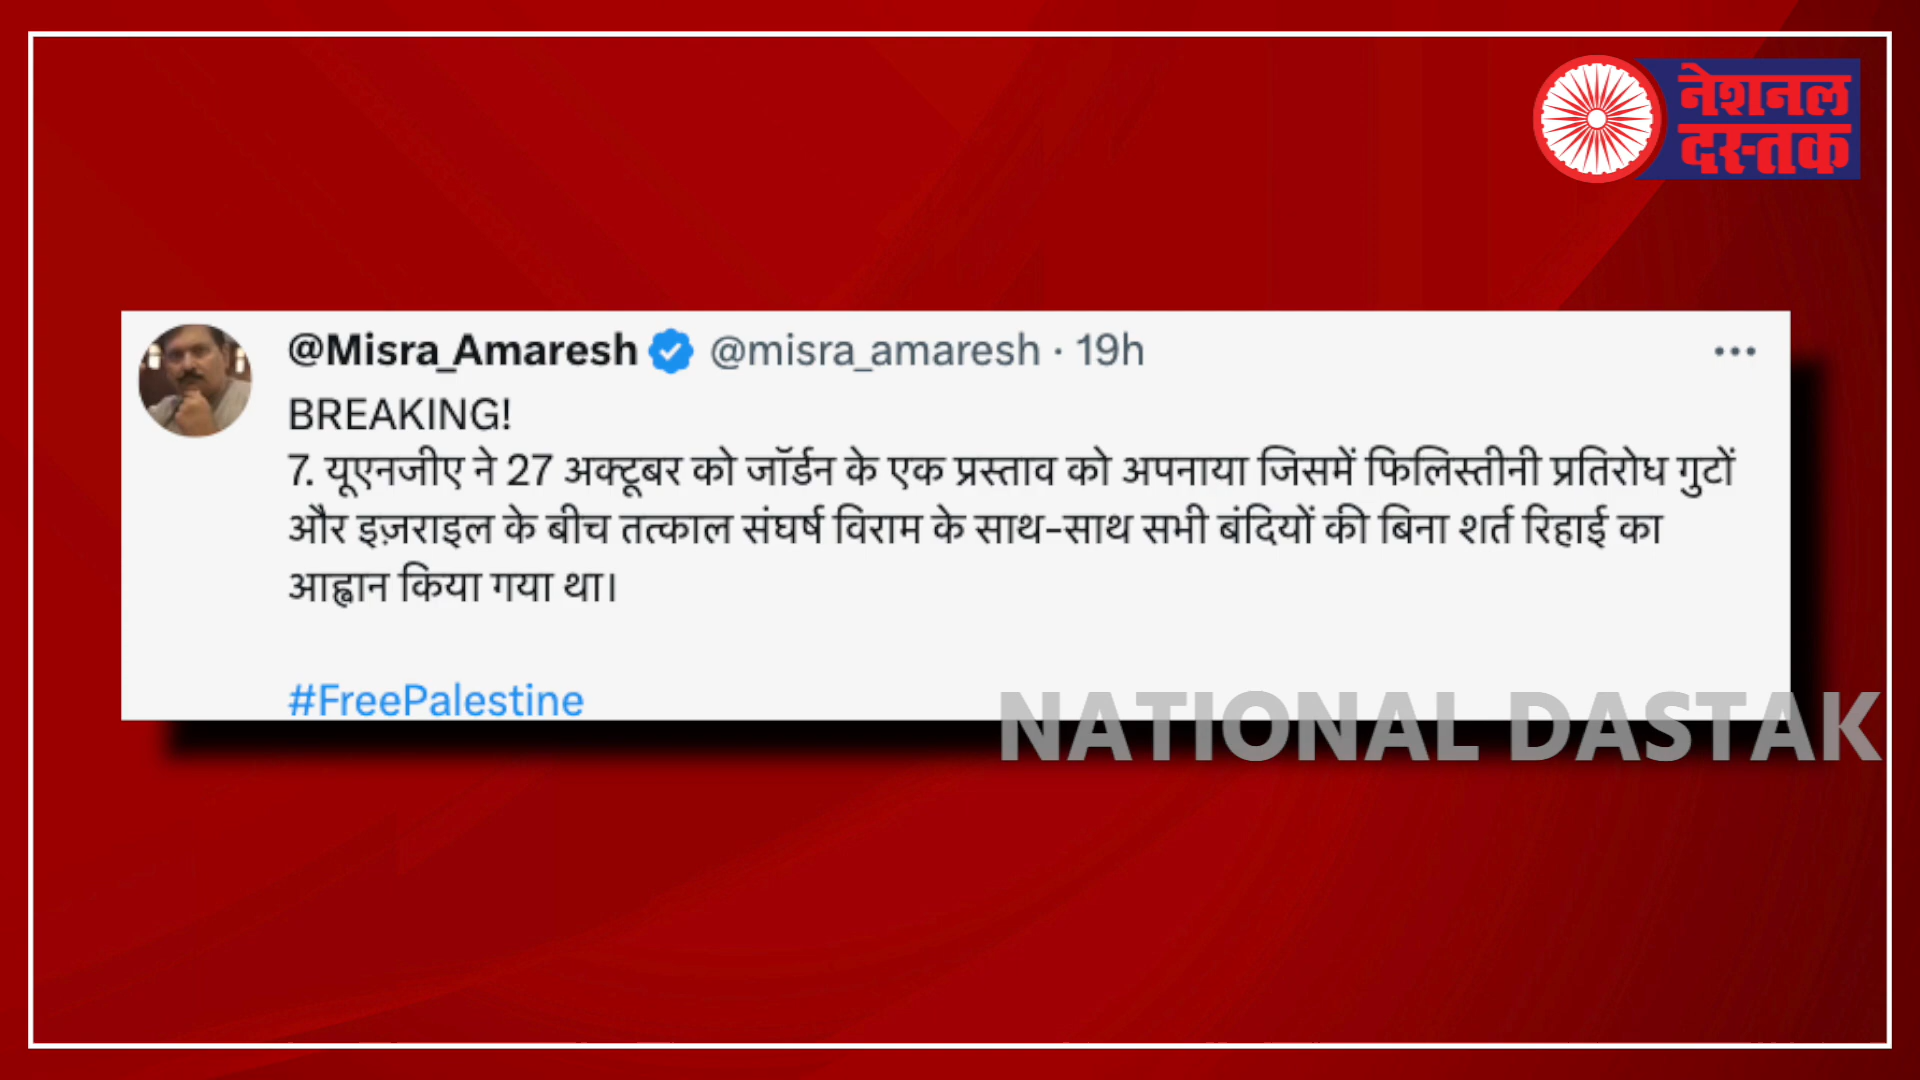 नेशनल
दस्तक
@Misra_Amaresh @misra_amaresh · 19h
BREAKING!
7. यूएनजीए ने 27 अक्टूबर को जॉर्डन के एक प्रस्ताव को अपनाया जिसमें फिलिस्तीनी प्रतिरोध गुटों
और इज़राइल के बीच तत्काल संघर्ष विराम के साथ-साथ सभी बंदियों की बिना शर्त रिहाई का
आह्वान किया गया था।
#FreePalestine
NATIONAL DASTAK